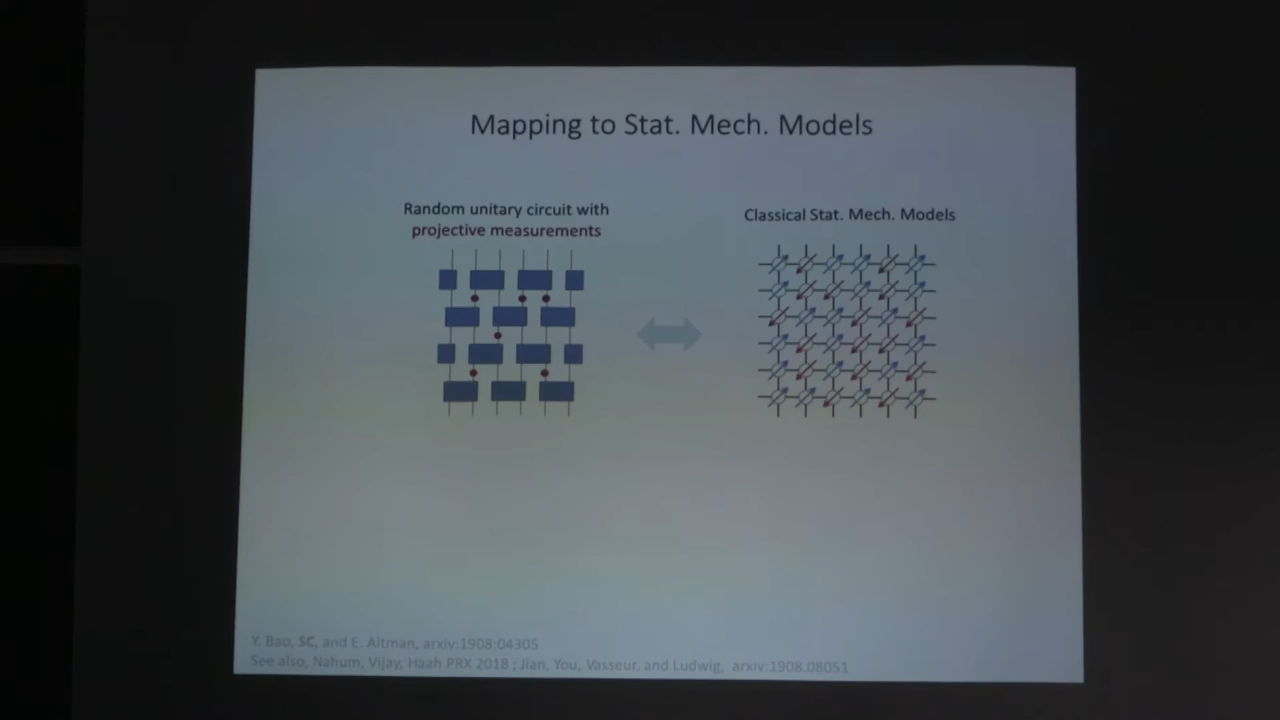 Mapping to Stat. Mech. Models
Random unitary circuit with
projective measurements
Classical Stat. Mech. Models
Y. Bao, SC, and E. Altman, arxiv:1908:04305
See also, Nahum, Vijay, Haah PRX 2018 ; Jian, You, Vasseur, and Ludwig, arxiv:1908.08051